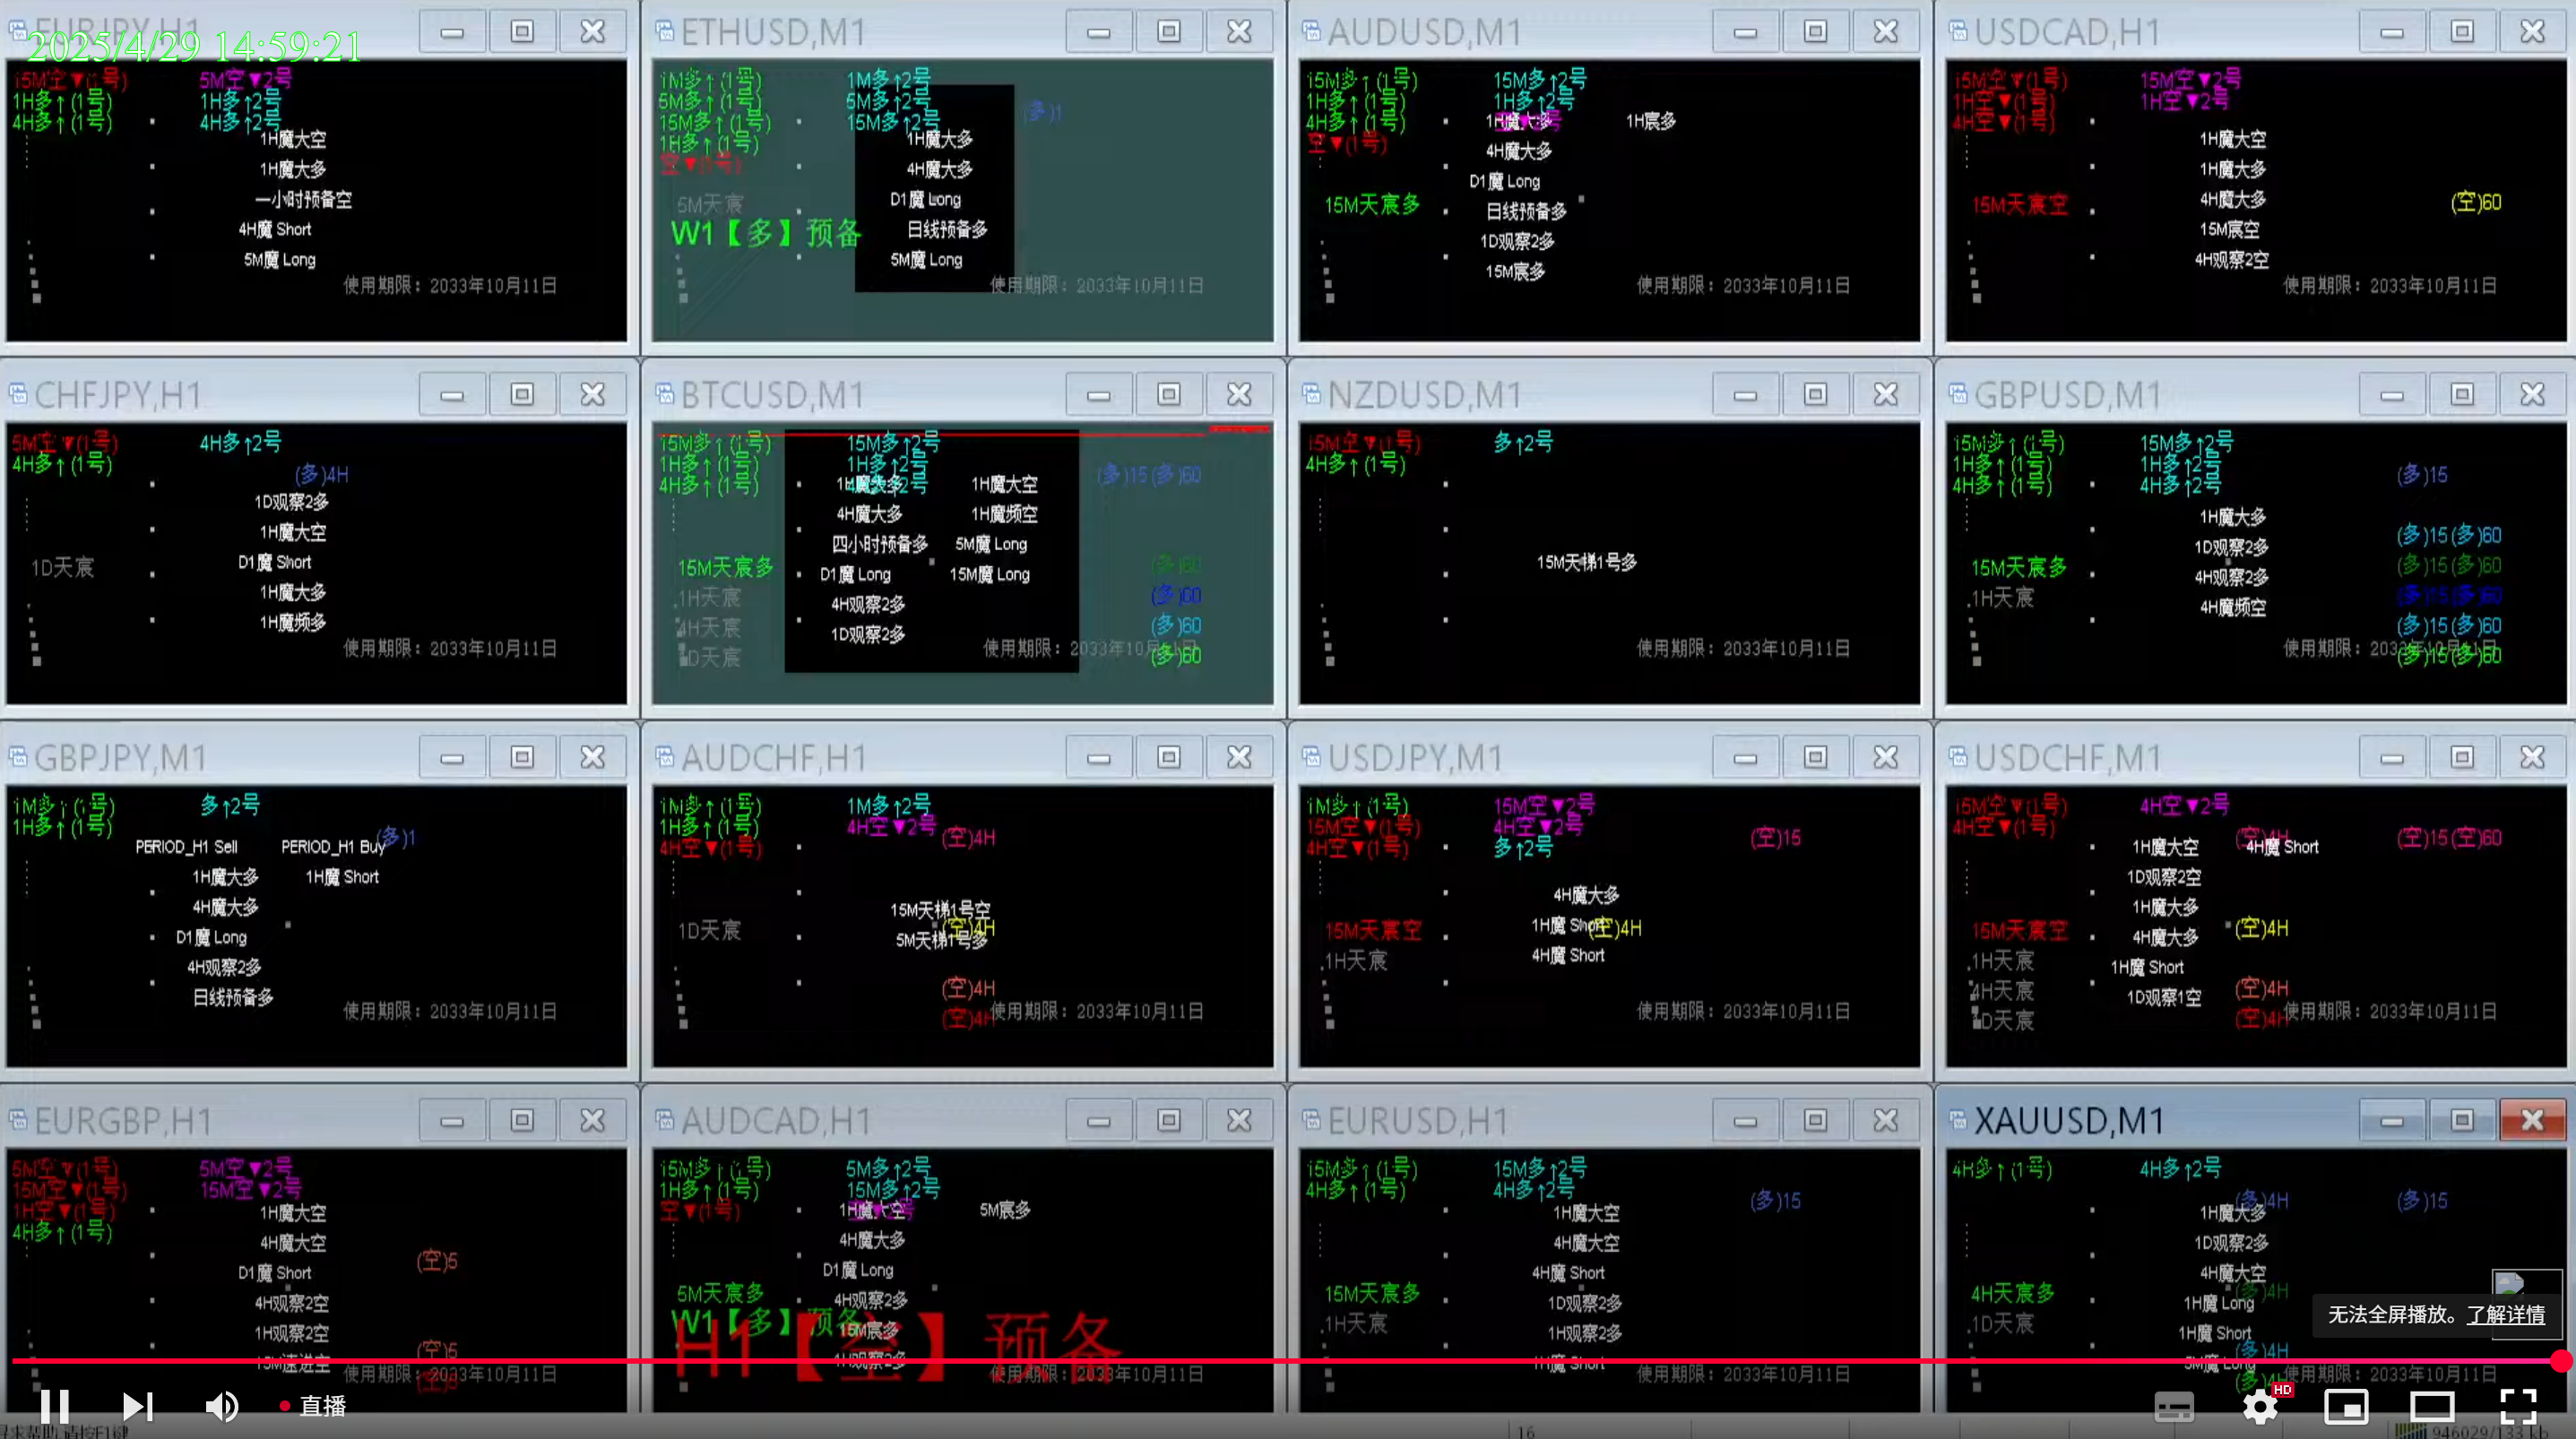 EURJPY,H1
2025/4/29 14:59:21
15M空▼(1号) 5M空▼2号
1H多↑(1号) 1H多↑2号
4H多↑(1号) 4H多↑2号
1H魔大空
1H魔大多
一小时预备空
4H魔 Short
5M魔 Long
使用期限：2033年10月11日
ETHUSD,M1
1M多↑(1号) 1M多↑2号
5M多↑(1号) 5M多↑2号
15M多↑(1号) 15M多↑2号
1H多↑(1号)
空▼(1号)
(多)1
1H魔大多
4H魔大多
D1魔 Long
日线预备多
5M魔 Long
5M天宸
W1【多】预备
使用期限：2033年10月11日
AUDUSD,M1
15M多↑(1号) 15M多↑2号
1H多↑(1号) 1H多↑2号
4H多↑(1号)
空▼(1号)
1H魔大多 1H宸多
4H魔大多
D1魔 Long
15M天宸多
日线预备多
1D观察2多
15M宸多
使用期限：2033年10月11日
USDCAD,H1
15M空▼(1号) 15M空▼2号
1H空▼(1号) 1H空▼2号
4H空▼(1号)
1H魔大空
1H魔大多
4H魔大多
15M天宸空 (空)60
15M宸空
4H观察2空
使用期限：2033年10月11日
CHFJPY,H1
5M空▼(1号) 4H多↑2号
4H多↑(1号)
(多)4H
1D观察2多
1H魔大空
D1魔 Short
1D天宸
1H魔大多
1H魔频多
使用期限：2033年10月11日
BTCUSD,M1
15M多↑(1号) 15M多↑2号
1H多↑(1号) 1H多↑2号
4H多↑(1号) 4H多↑2号
(多)15 (多)60
1H魔大多 1H魔大空
4H魔大多 1H魔频空
四小时预备多 5M魔 Long
D1魔 Long 15M魔 Long
4H观察2多
1D观察2多
15M天宸多 (多)60
1H天宸 (多)60
4H天宸 (多)60
1D天宸 (多)60
使用期限：2033年10月11日
NZDUSD,M1
15M空▼(1号) 多↑2号
4H多↑(1号)
15M天梯1号多
使用期限：2033年10月11日
GBPUSD,M1
15M多↑(1号) 15M多↑2号
1H多↑(1号) 1H多↑2号
4H多↑(1号) 4H多↑2号
(多)15
1H魔大多
1D观察2多
4H观察2多
4H魔频空
15M天宸多
1H天宸
(多)15 (多)60
(多)15 (多)60
(多)15 (多)60
(多)15 (多)60
(多)15 (多)60
使用期限：2033年10月11日
GBPJPY,M1
1M多↑(1号) 多↑2号
1H多↑(1号)
PERIOD_H1 Sell PERIOD_H1 Buy (多)1
1H魔大多 1H魔 Short
4H魔大多
D1魔 Long
4H观察2多
日线预备多
使用期限：2033年10月11日
AUDCHF,H1
1M多↑(1号) 1M多↑2号
1H多↑(1号) 4H空▼2号
4H空▼(1号) (空)4H
15M天梯1号空
1D天宸 (空)4H
5M天梯1号多
(空)4H
(空)4H
使用期限：2033年10月11日
USDJPY,M1
1M多↑(1号) 15M空▼2号
15M空▼(1号) 4H空▼2号
4H空▼(1号) 多↑2号
(空)15
4H魔大多
1H魔 Short (空)4H
4H魔 Short
15M天宸空
1H天宸
使用期限：2033年10月11日
USDCHF,M1
15M空▼(1号) 4H空▼2号
4H空▼(1号)
(空)4H (空)15 (空)60
1H魔大空 4H魔 Short
1D观察2空
1H魔大多
4H魔大多 (空)4H
1H魔 Short
1D观察1空
15M天宸空
1H天宸
4H天宸 (空)4H
1D天宸 (空)4H
使用期限：2033年10月11日
EURGBP,H1
5M空▼(1号) 5M空▼2号
15M空▼(1号) 15M空▼2号
1H空▼(1号)
4H多↑(1号)
1H魔大空
4H魔大空
(空)5
D1魔 Short
4H观察2空
1H观察2空
(空)5
15M速进空
使用期限：2033年10月11日
AUDCAD,H1
15M多↑(1号) 5M多↑2号
1H多↑(1号) 15M多↑2号
空▼(1号)
1H魔大空 5M宸多
4H魔大多
D1魔 Long
5M天宸多
4H观察2多
W1【多】预备
15M宸多
H1【空】预备
使用期限：2033年10月11日
EURUSD,H1
15M多↑(1号) 15M多↑2号
4H多↑(1号) 4H多↑2号
(多)15
1H魔大空
4H魔大空
4H魔 Short
15M天宸多
1D观察2多
1H天宸
1H观察2多
1H魔 Short
使用期限：2033年10月11日
XAUUSD,M1
4H多↑(1号) 4H多↑2号
(多)4H (多)15
1H魔大多
1D观察2多
4H魔大空
4H天宸多 (多)4H
1H魔 Long
1D天宸
1H魔 Short
(多)4H
5M魔 Long
(多)4H
使用期限：2033年10月11日
无法全屏播放。了解详情
直播
HD
16
946029/133 kb